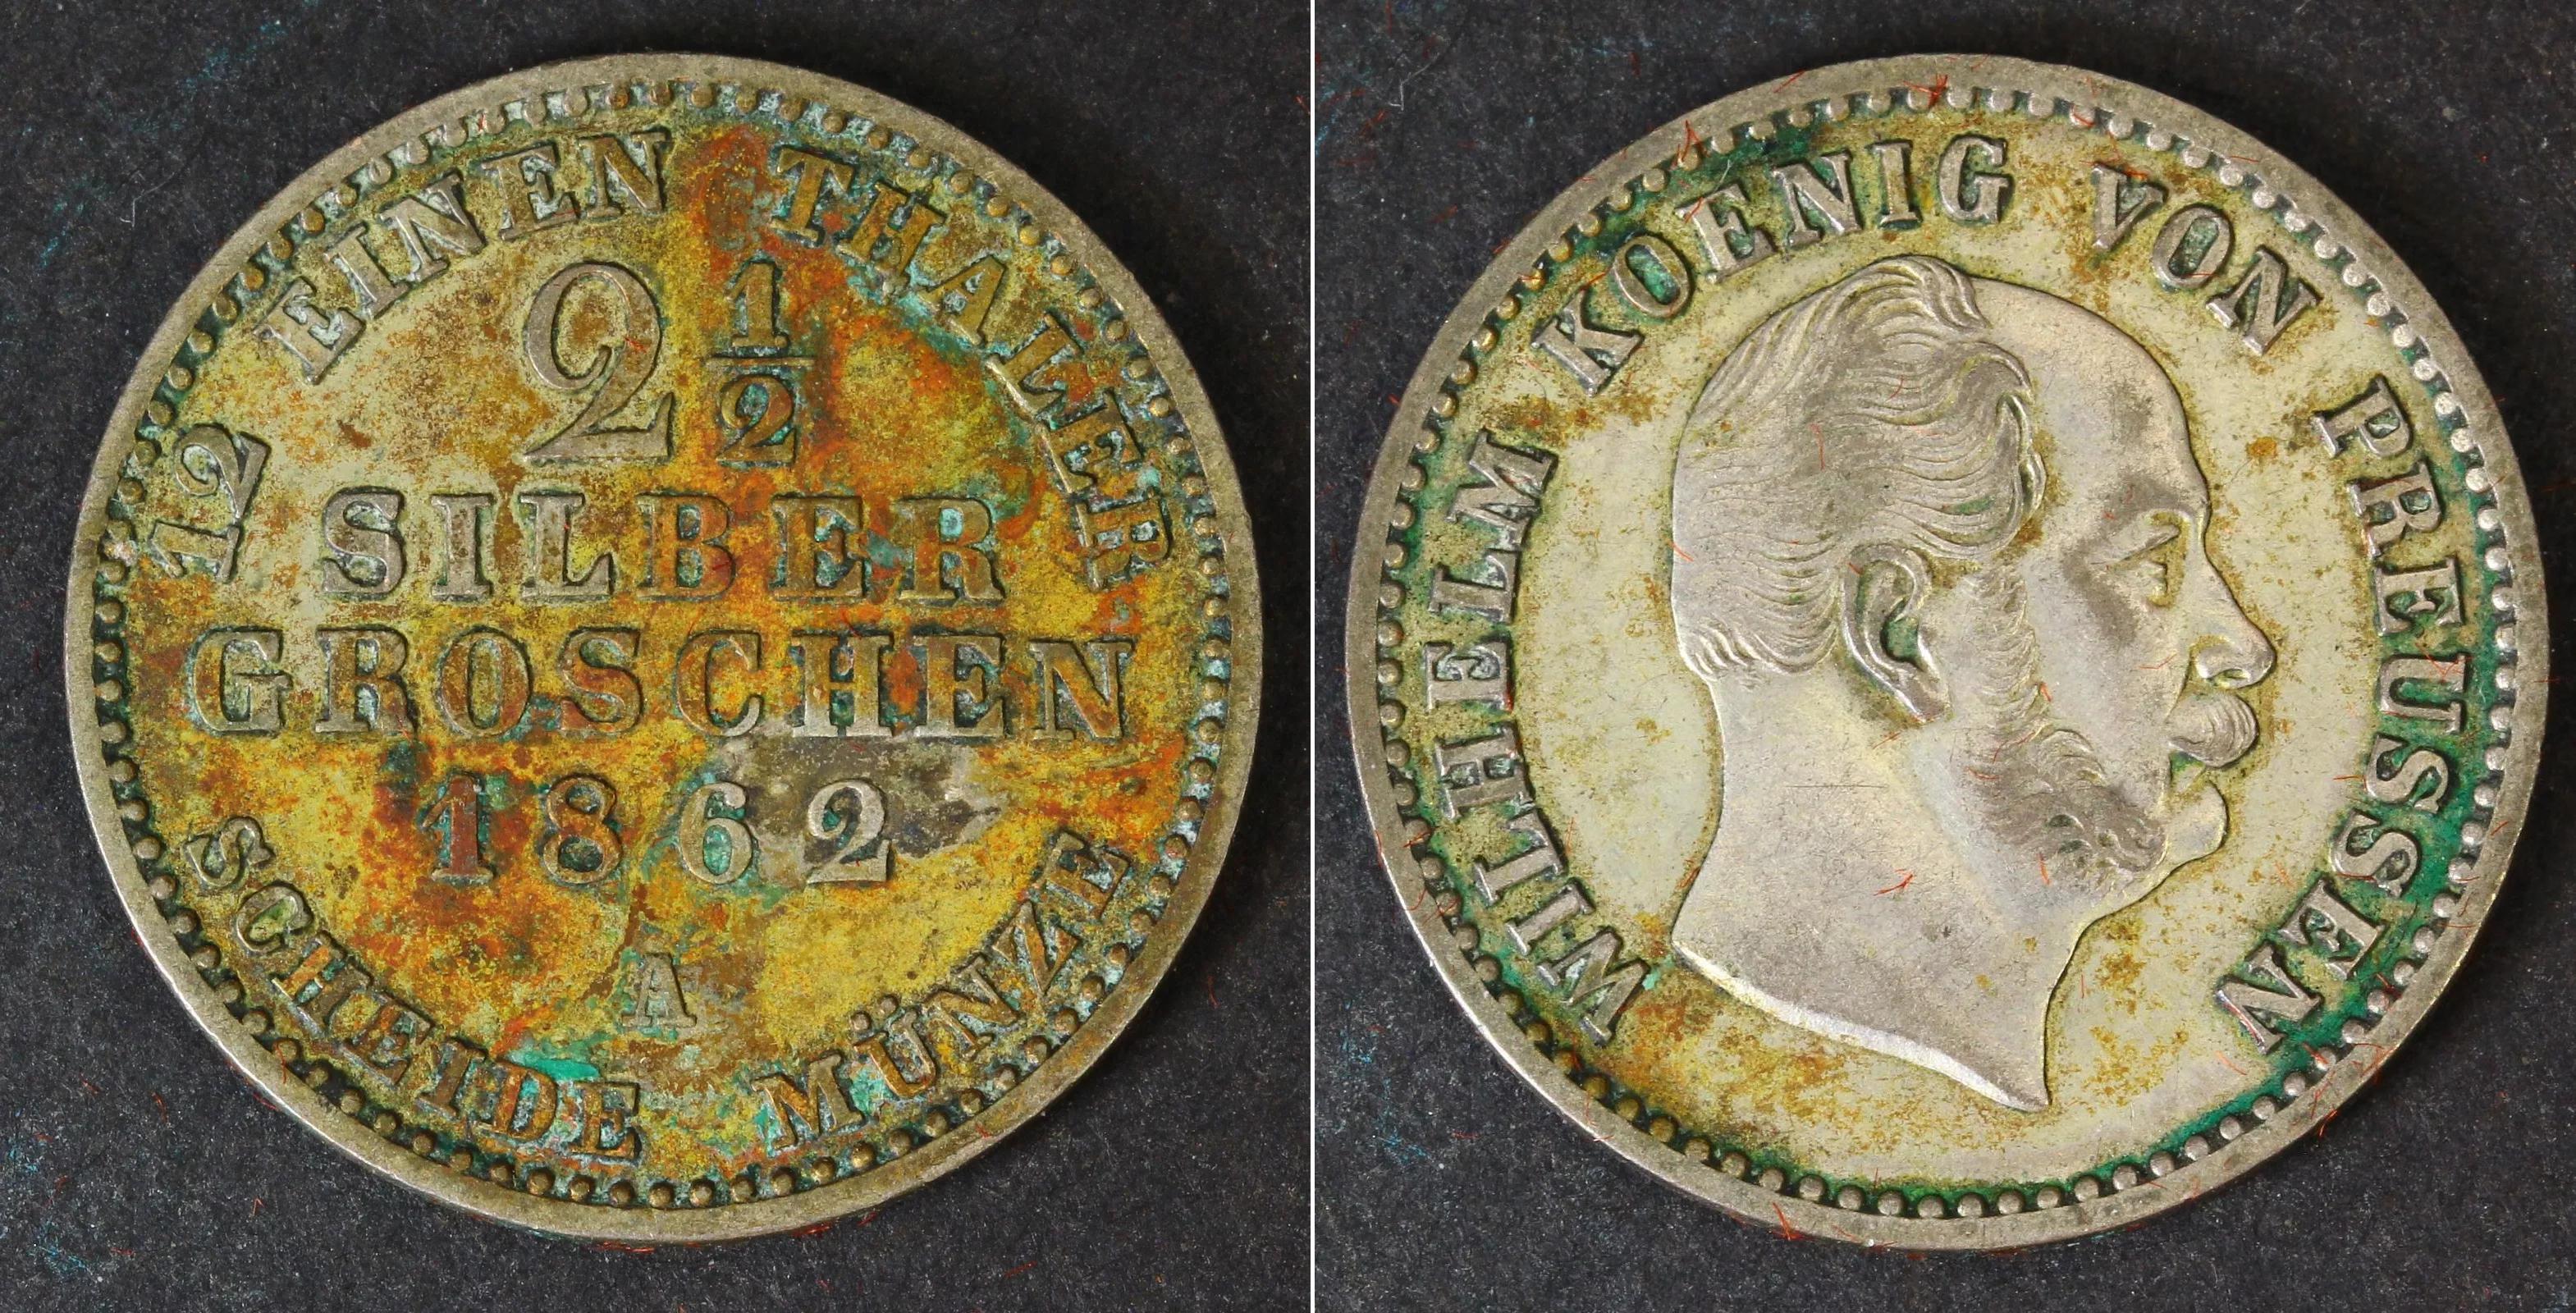 12 EINEN THALER
2 1/2
SILBER
GROSCHEN
1862
A
SCHEIDE MÜNZE
WILHELM KOENIG VON PREUSSEN